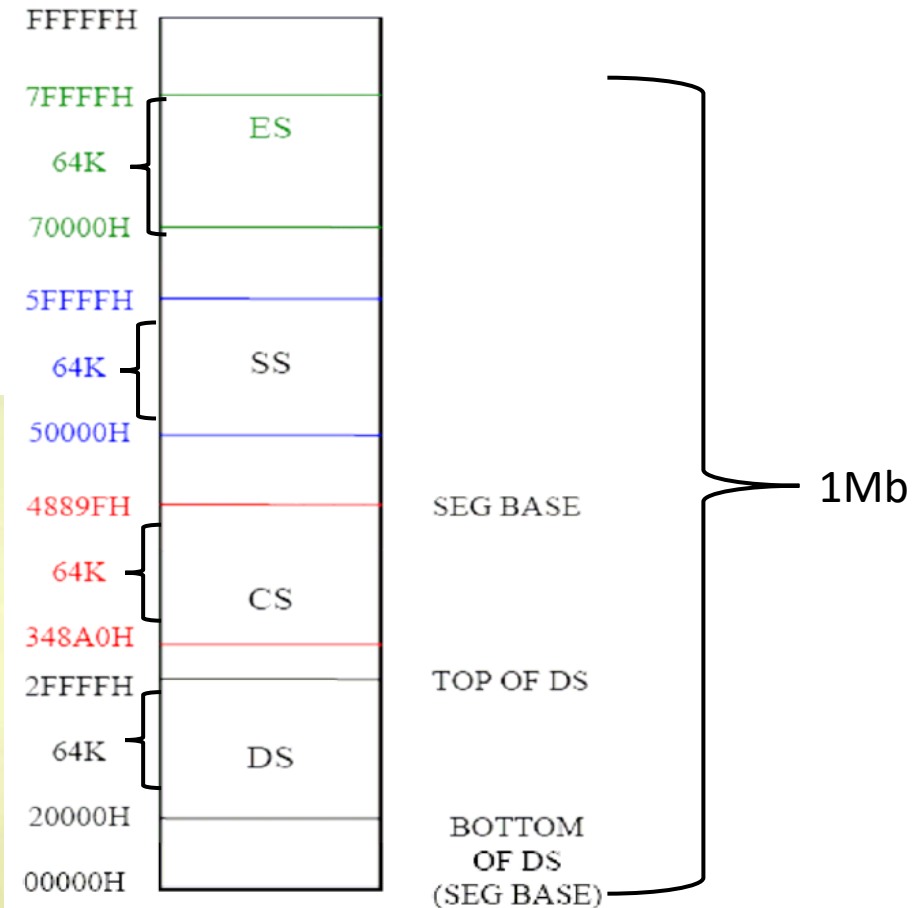 FFFFFH
7FFFFH
ES
64K
70000H
5FFFFH
SS
64K
50000H
4889FH
SEG BASE
64K
CS
348A0H
2FFFFH
TOP OF DS
64K
DS
20000H
BOTTOM
OF DS
(SEG BASE)
00000H
1Mb